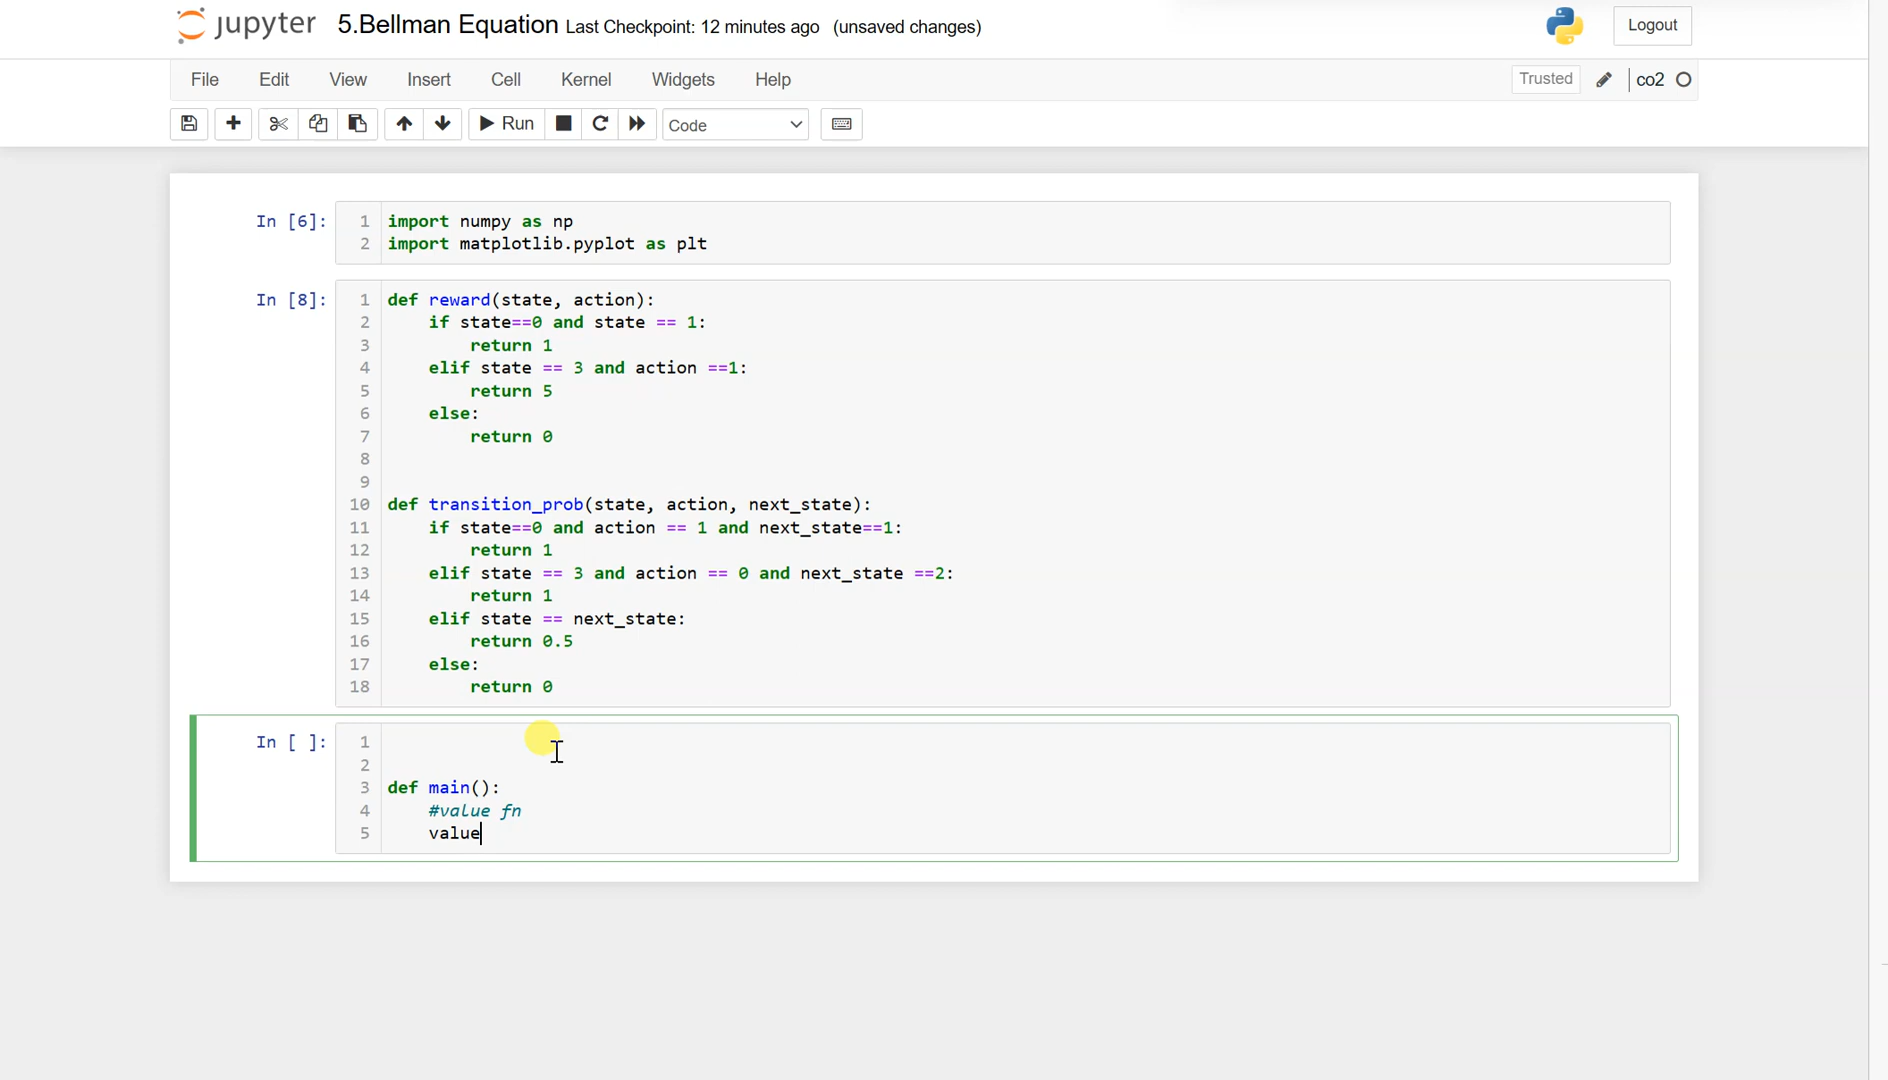 jupyter 5.Bellman Equation Last Checkpoint: 12 minutes ago (unsaved changes) Logout
File Edit View Insert Cell Kernel Widgets Help Trusted co2
Run Code
In [6]:
1 import numpy as np
2 import matplotlib.pyplot as plt
In [8]:
1 def reward(state, action):
2     if state==0 and state == 1:
3         return 1
4     elif state == 3 and action ==1:
5         return 5
6     else:
7         return 0
8
9
10 def transition_prob(state, action, next_state):
11     if state==0 and action == 1 and next_state==1:
12         return 1
13     elif state == 3 and action == 0 and next_state ==2:
14         return 1
15     elif state == next_state:
16         return 0.5
17     else:
18         return 0
In [ ]:
1
2
3 def main():
4     #value fn
5     value